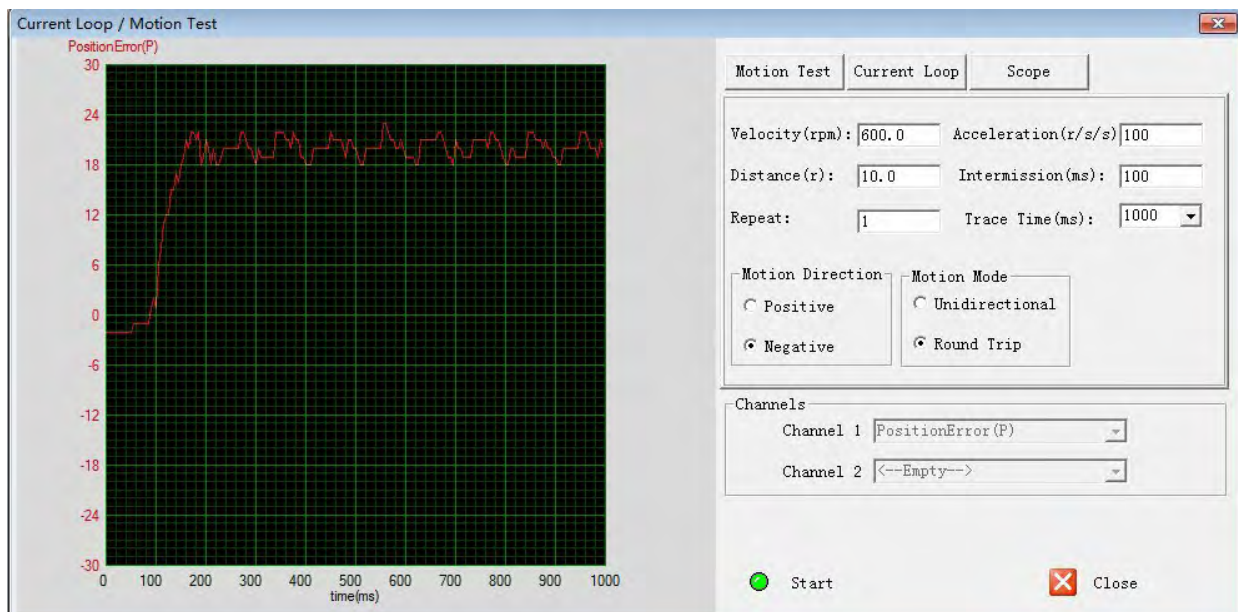 Current Loop / Motion Test
PositionError(P)
30
24
18
12
6
0
-6
-12
-18
-24
-30
0 100 200 300 400 500 600 700 800 900 1000
time(ms)
Motion Test Current Loop Scope
Velocity(rpm): 600.0 Acceleration(r/s/s) 100
Distance(r): 10.0 Intermission(ms): 100
Repeat: 1 Trace Time(ms): 1000
Motion Direction Motion Mode
Positive Unidirectional
Negative Round Trip
Channels
Channel 1 PositionError(P)
Channel 2 <--Empty-->
Start Close